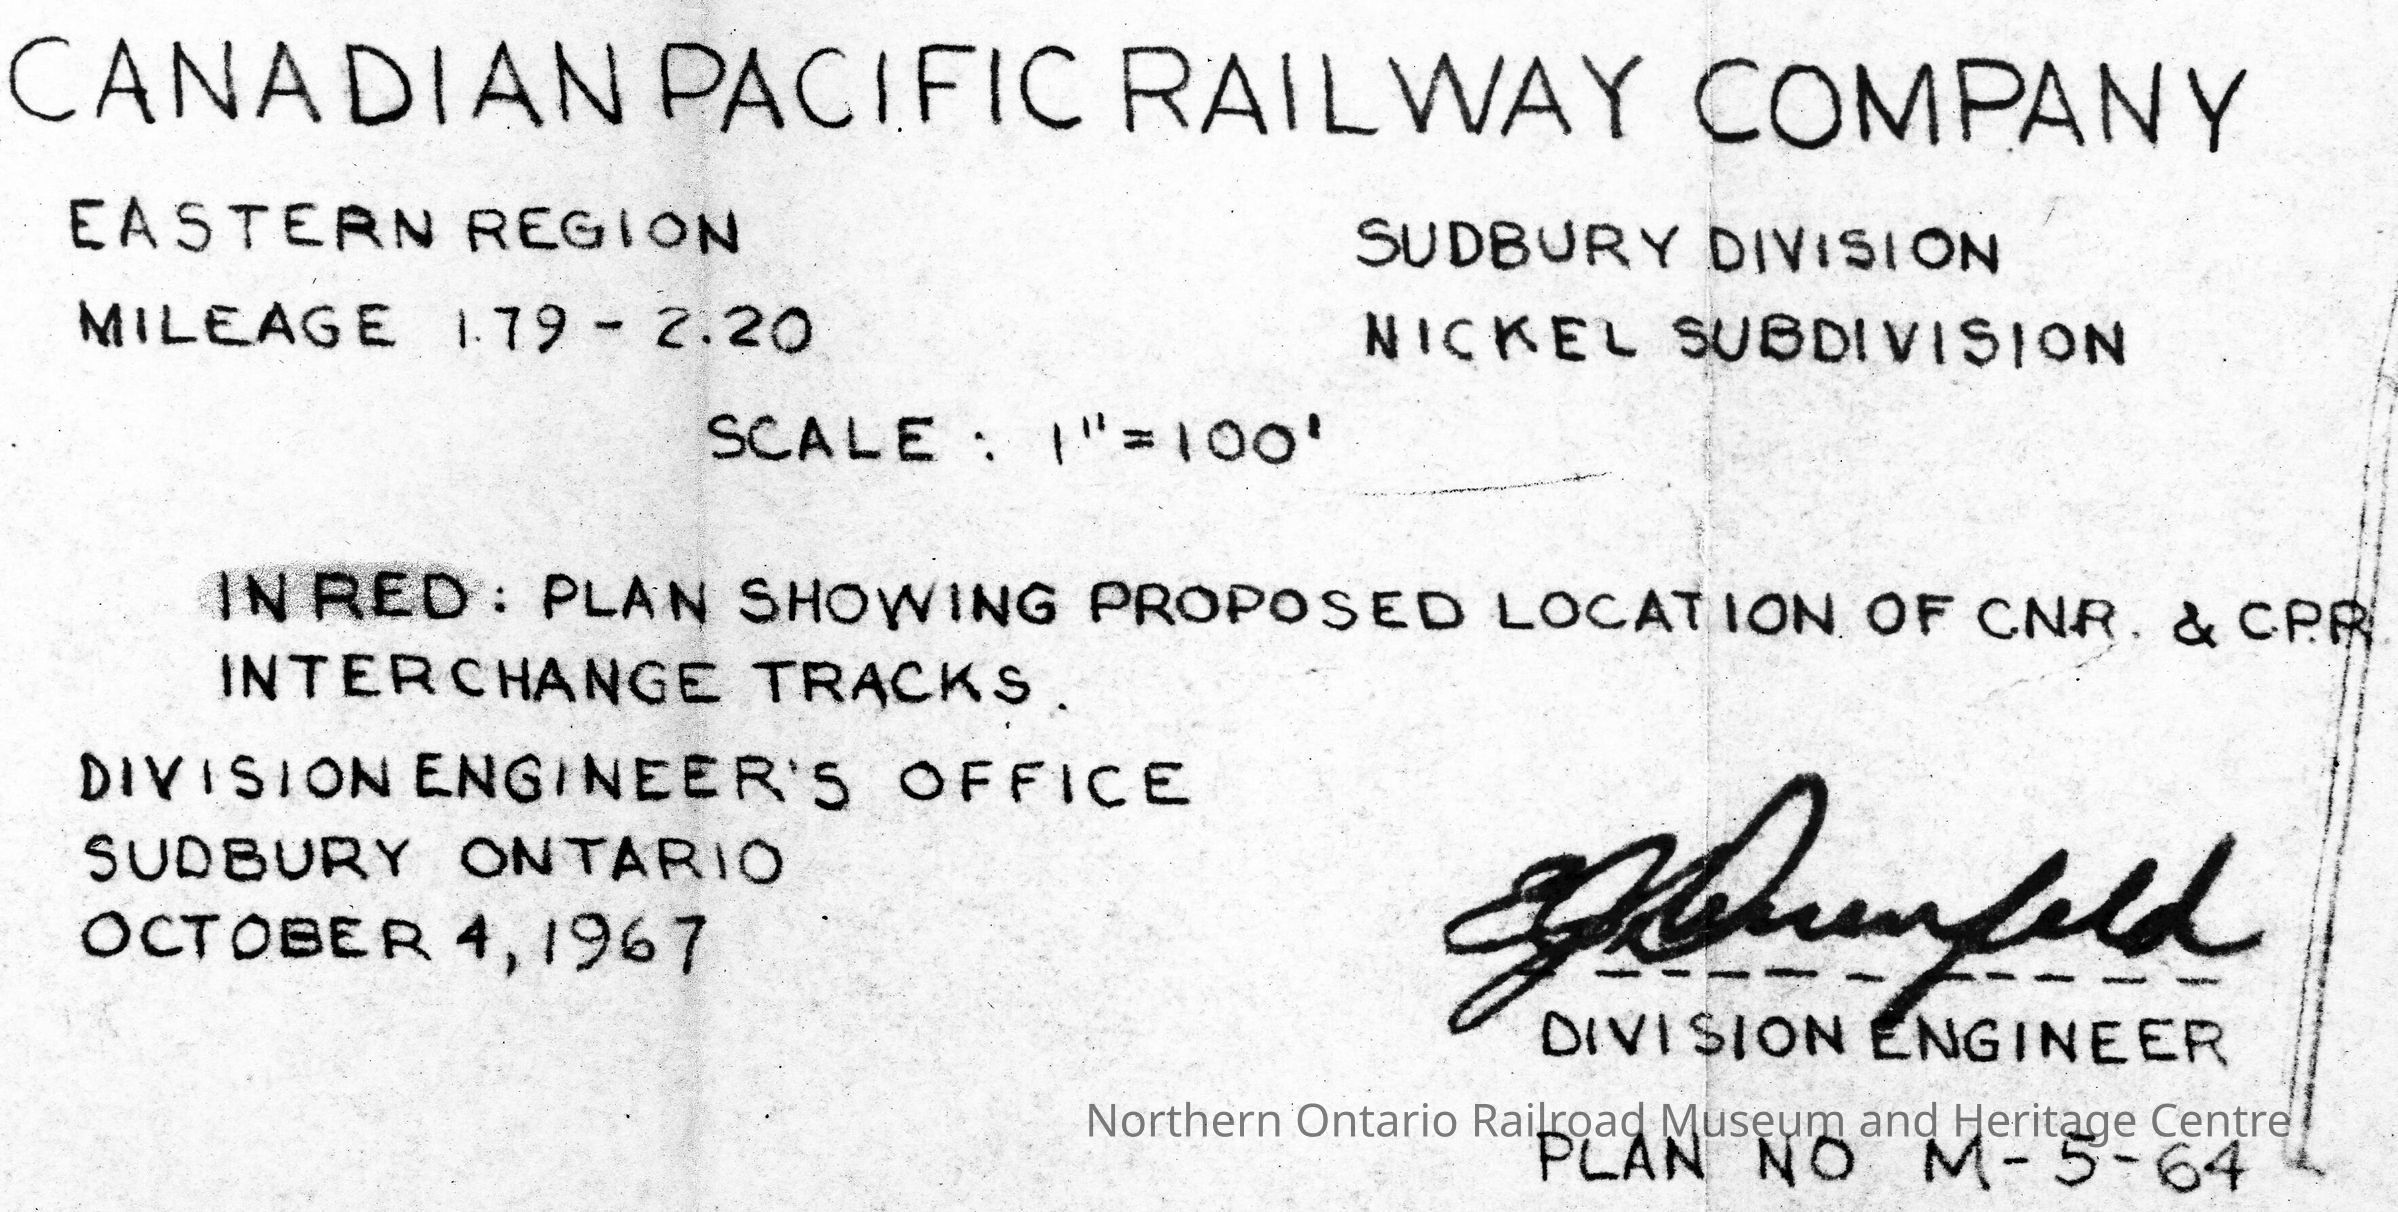 CANADIAN PACIFIC RAILWAY COMPANY
EASTERN REGION SUDBURY DIVISION
MILEAGE 1.79 - 2.20 NICKEL SUBDIVISION
SCALE : 1"=100'
IN RED : PLAN SHOWING PROPOSED LOCATION OF C.N.R. & C.P.R
INTERCHANGE TRACKS.
DIVISION ENGINEER'S OFFICE
SUDBURY ONTARIO
OCTOBER 4, 1967
DIVISION ENGINEER
Northern Ontario Railroad Museum and Heritage Centre
PLAN NO M-5-64